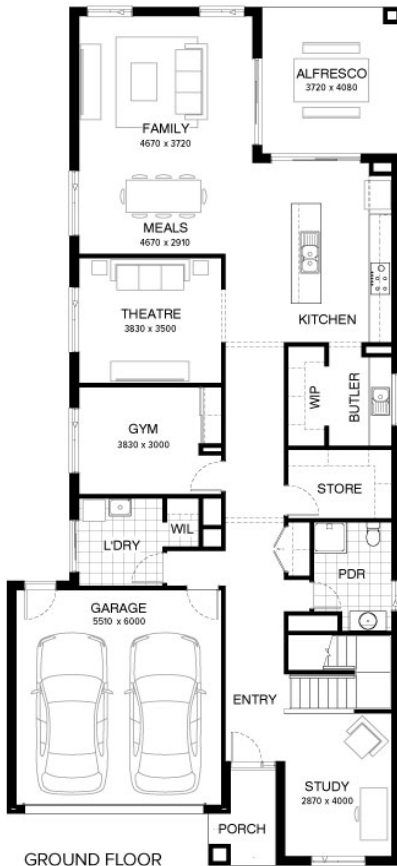 ALFRESCO
3720 x 4080
FAMILY
4670 x 3720
MEALS
4670 x 2910
THEATRE
3830 x 3500
KITCHEN
WIP
BUTLER
GYM
3830 x 3000
STORE
L'DRY
WIL
PDR
GARAGE
5510 x 6000
ENTRY
STUDY
2870 x 4000
PORCH
GROUND FLOOR